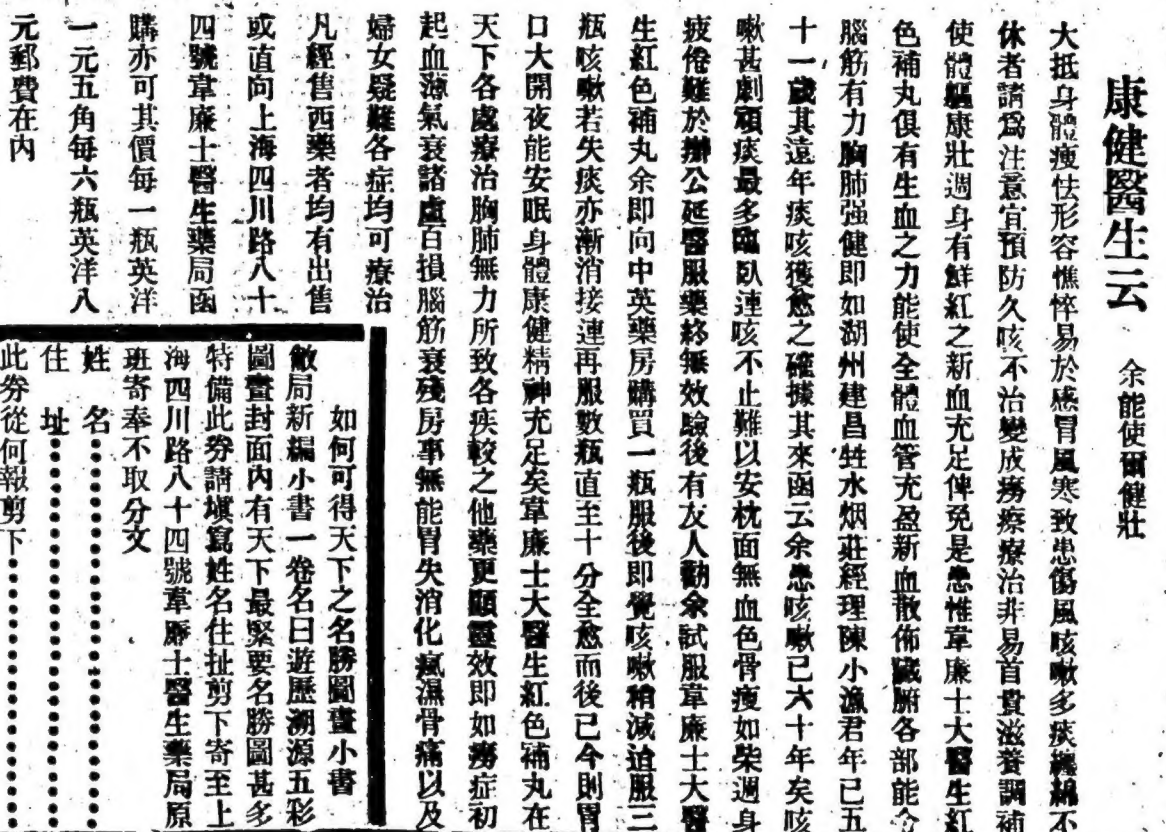 康健醫生云
余能使爾健壯
大抵身體瘦怯形容憔悴易於感冒風寒致患傷風咳嗽多痰纏綿不
休者請爲注意宜預防久咳不治變成癆瘵療治非易首貴滋養調補
使體軀康壯週身有鮮紅之新血充足俾免是患惟韋廉士大醫生紅
色補丸俱有生血之力能使全體血管充盈新血散佈臟腑各部能令
腦筋有力胸肺强健即如湖州建昌牲水烟莊經理陳小漁君年已五
十一歲其遠年痰咳獲愈之確據其來函云余患咳嗽已六十年矣咳
嗽甚劇頑痰最多臨臥連咳不止難以安枕面無血色骨瘦如柴週身
疲倦難於辦公延醫服藥終無效驗後有友人勸余試服韋廉士大醫
生紅色補丸余即向中英藥房購買一瓶服後即覺咳嗽稍減迨服三
瓶咳嗽若失痰亦漸消接連再服數瓶直至十分全愈而後已今則胃
口大開夜能安眠身體康健精神充足矣韋廉士大醫生紅色補丸在
天下各處療治胸肺無力所致各疾較之他藥更顯靈效即如癆症初
起血薄氣衰諸虛百損腦筋衰殘房事無能胃失消化瘋濕骨痛以及
婦女疑難各症均可療治
凡經售西藥者均有出售
或直向上海四川路八十
四號韋廉士醫生藥局函
購亦可其價每一瓶英洋
一元五角每六瓶英洋八
元郵費在內
如何可得天下之名勝圖畫小書
敝局新編小書一卷名曰遊歷溯源五彩
圖畫封面內有天下最緊要名勝圖甚多
特備此券請填寫姓名住扯剪下寄至上
海四川路八十四號韋廉士醫生藥局原
班寄奉不取分文
姓名
住址
此券從何報剪下